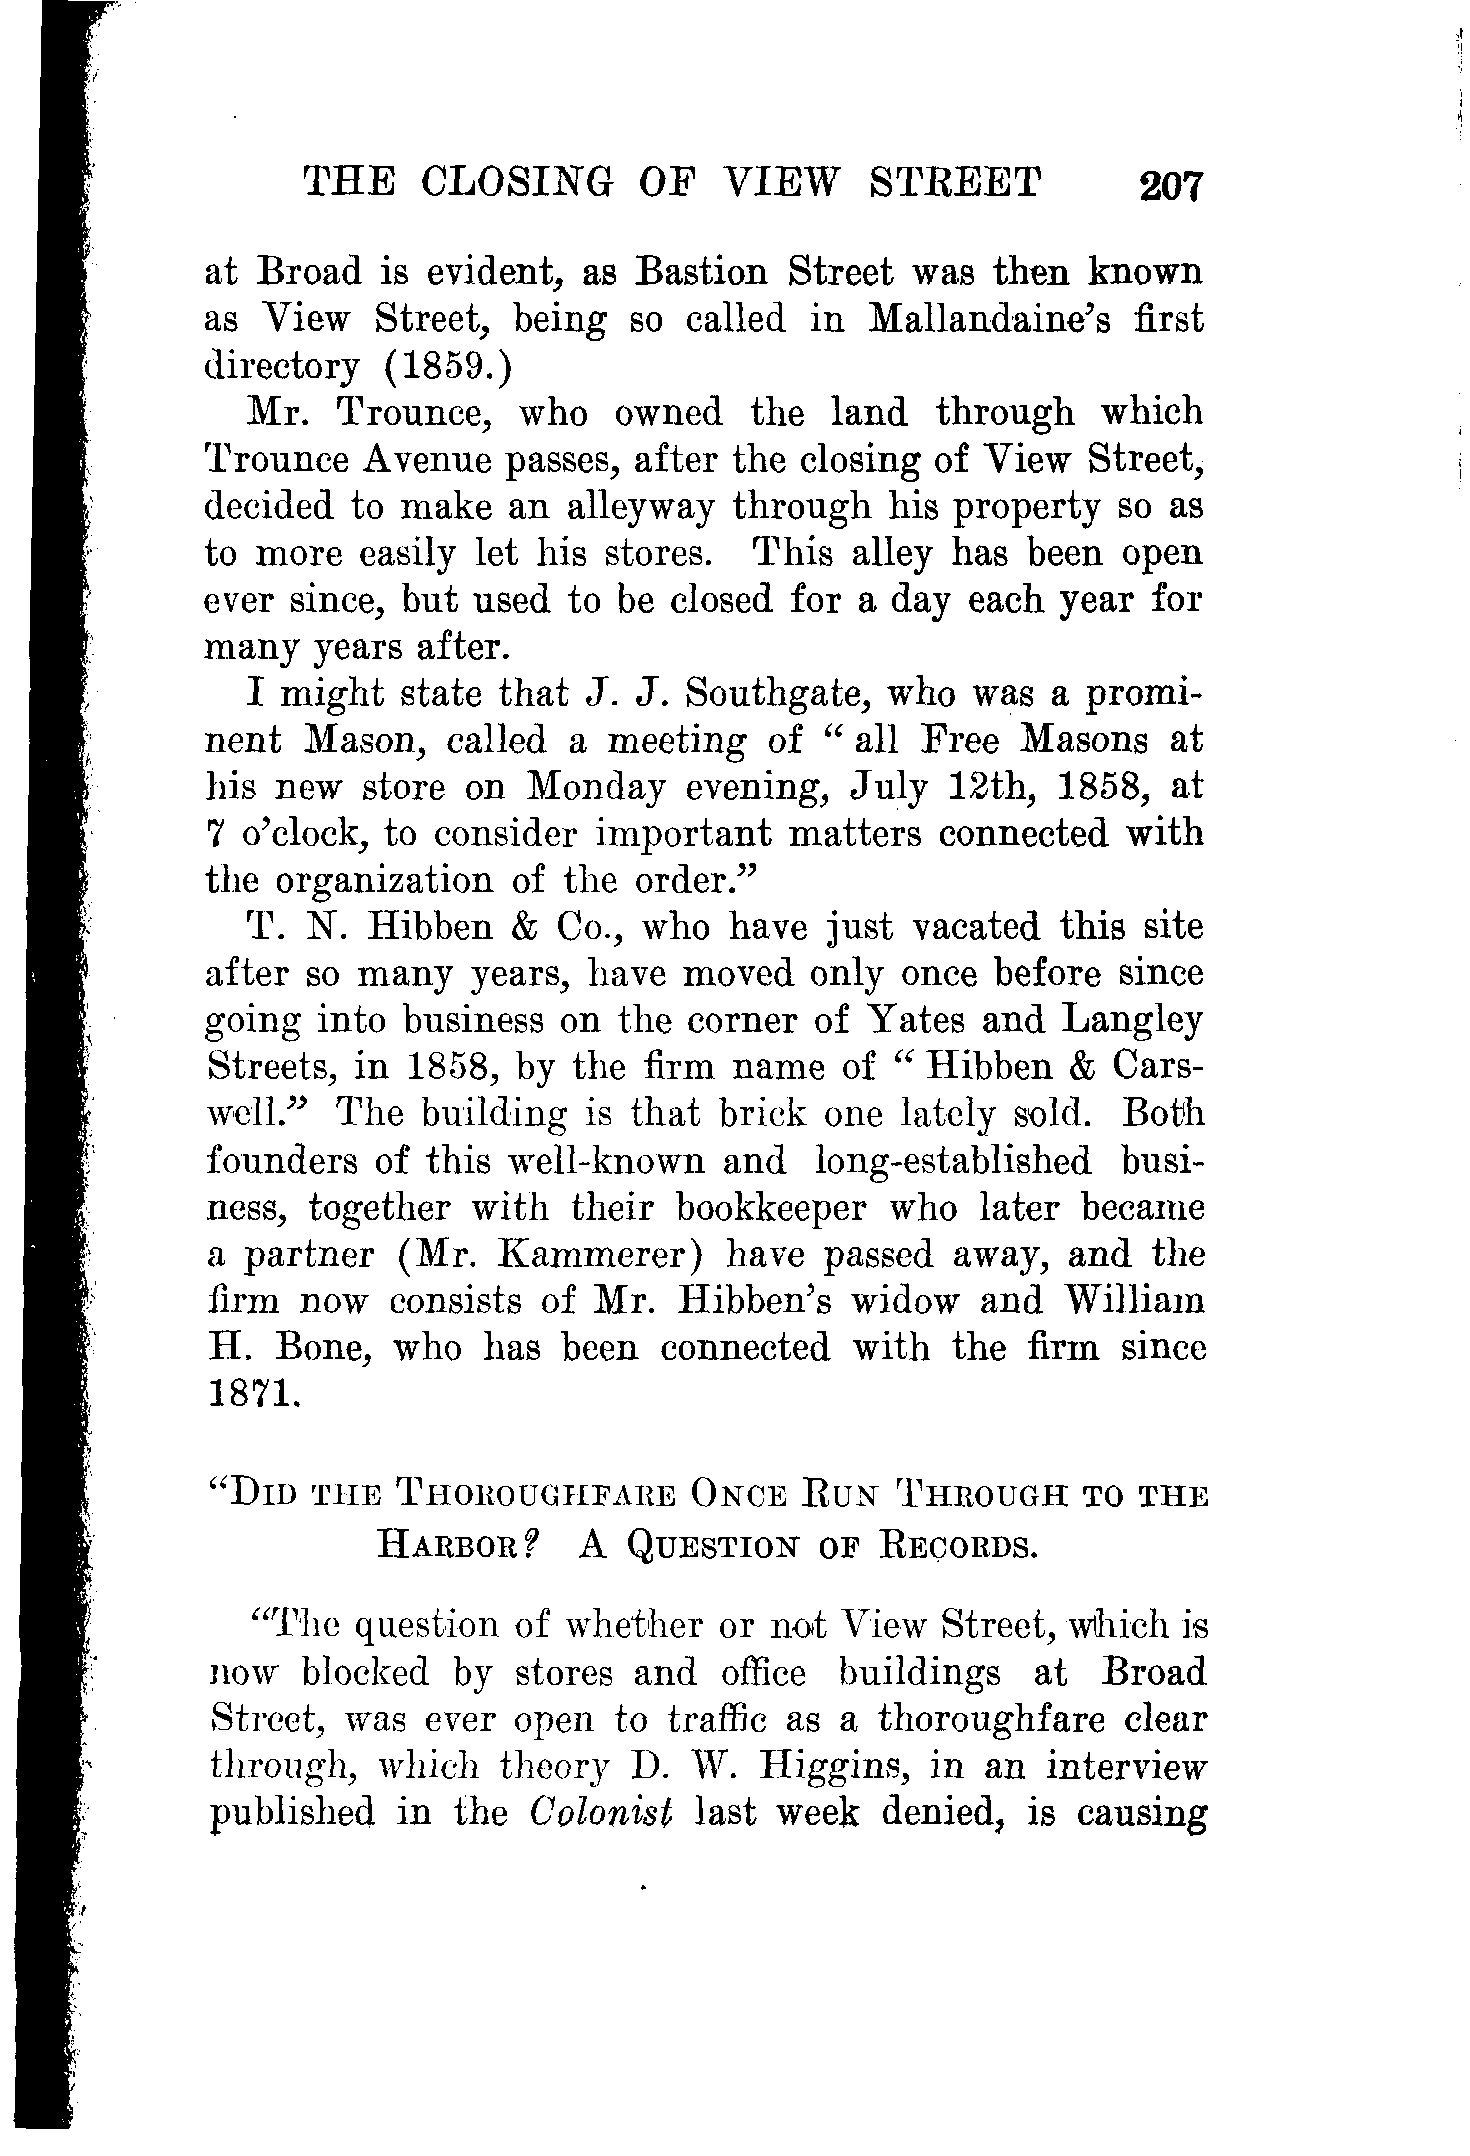 THE CLOSING OF VIEW STREET 207
at Broad is evident, as Bastion Street was then known
as View Street, being so called in Mallandaine's first
directory (1859.)
Mr. Trounce, who owned the land through which
Trounce Avenue passes, after the closing of View Street,
decided to make an alleyway through his property so as
to more easily let his stores. This alley has been open
ever since, but used to be closed for a day each year for
many years after.
I might state that J. J. Southgate, who was a promi-
nent Mason, called a meeting of "all Free Masons at
his new store on Monday evening, July 12th, 1858, at
7 o'clock, to consider important matters connected with
the organization of the order."
T. N. Hibben & Co., who have just vacated this site
after so many years, have moved only once before since
going into business on the corner of Yates and Langley
Streets, in 1858, by the firm name of "Hibben & Cars-
well." The building is that brick one lately sold. Both
founders of this well-known and long-established busi-
ness, together with their bookkeeper who later became
a partner (Mr. Kammerer) have passed away, and the
firm now consists of Mr. Hibben's widow and William
H. Bone, who has been connected with the firm since
1871.
"Did the Thoroughfare Once Run Through to the
Harbor? A Question of Records.
"The question of whether or not View Street, which is
now blocked by stores and office buildings at Broad
Street, was ever open to traffic as a thoroughfare clear
through, which theory D. W. Higgins, in an interview
published in the Colonist last week denied, is causing